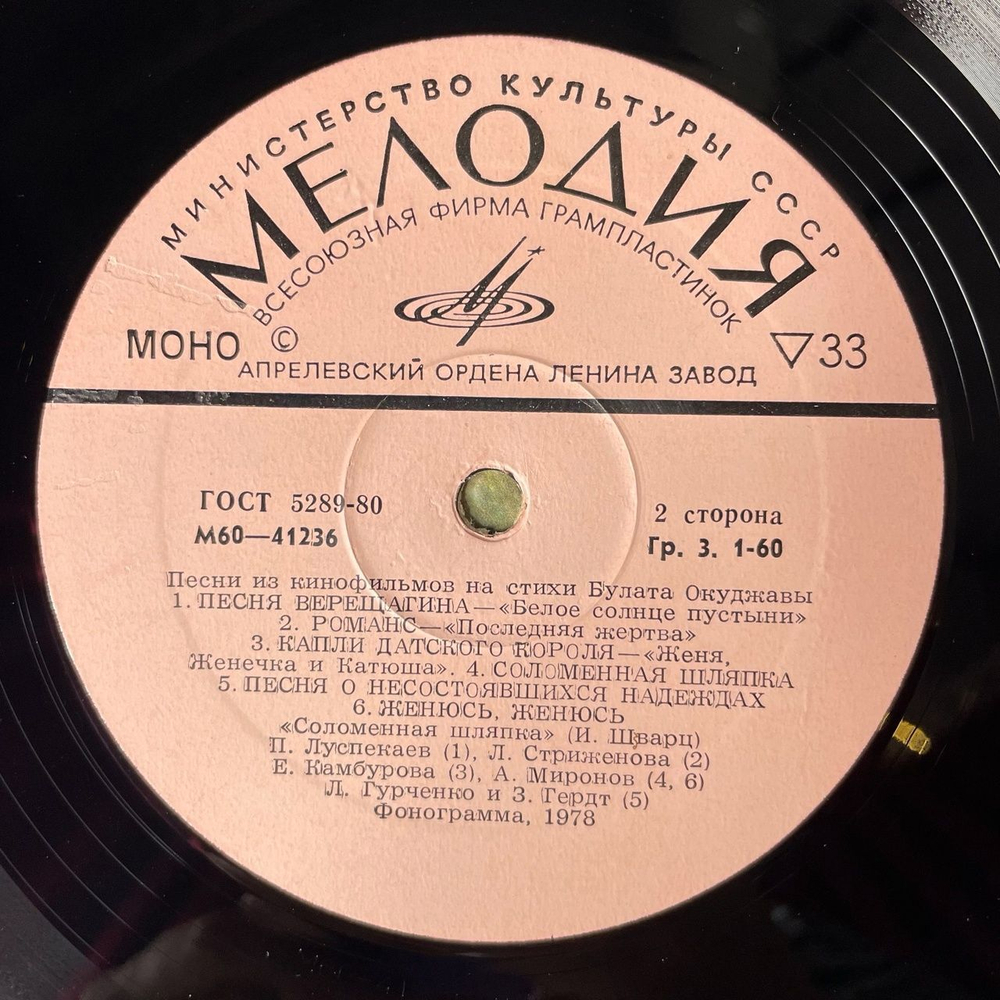 МИНИСТЕРСТВО КУЛЬТУРЫ СССР
МЕЛОДИЯ
ВСЕСОЮЗНАЯ ФИРМА ГРАМПЛАСТИНОК
МОНО © ▽33
АПРЕЛЕВСКИЙ ОРДЕНА ЛЕНИНА ЗАВОД
ГОСТ 5289-80 2 сторона
М60—41236 Гр. 3. 1-60
Песни из кинофильмов на стихи Булата Окуджавы
1. ПЕСНЯ ВЕРЕЩАГИНА—«Белое солнце пустыни»
2. РОМАНС—«Последняя жертва»
3. КАПЛИ ДАТСКОГО КОРОЛЯ—«Женя,
Женечка и Катюша». 4. СОЛОМЕННАЯ ШЛЯПКА
5. ПЕСНЯ О НЕСОСТОЯВШИХСЯ НАДЕЖДАХ
6. ЖЕНЮСЬ, ЖЕНЮСЬ
«Соломенная шляпка» (И. Шварц)
П. Луспекаев (1), Л. Стриженова (2)
Е. Камбурова (3), А. Миронов (4, 6)
Л. Гурченко и З. Гердт (5)
Фонограмма, 1978